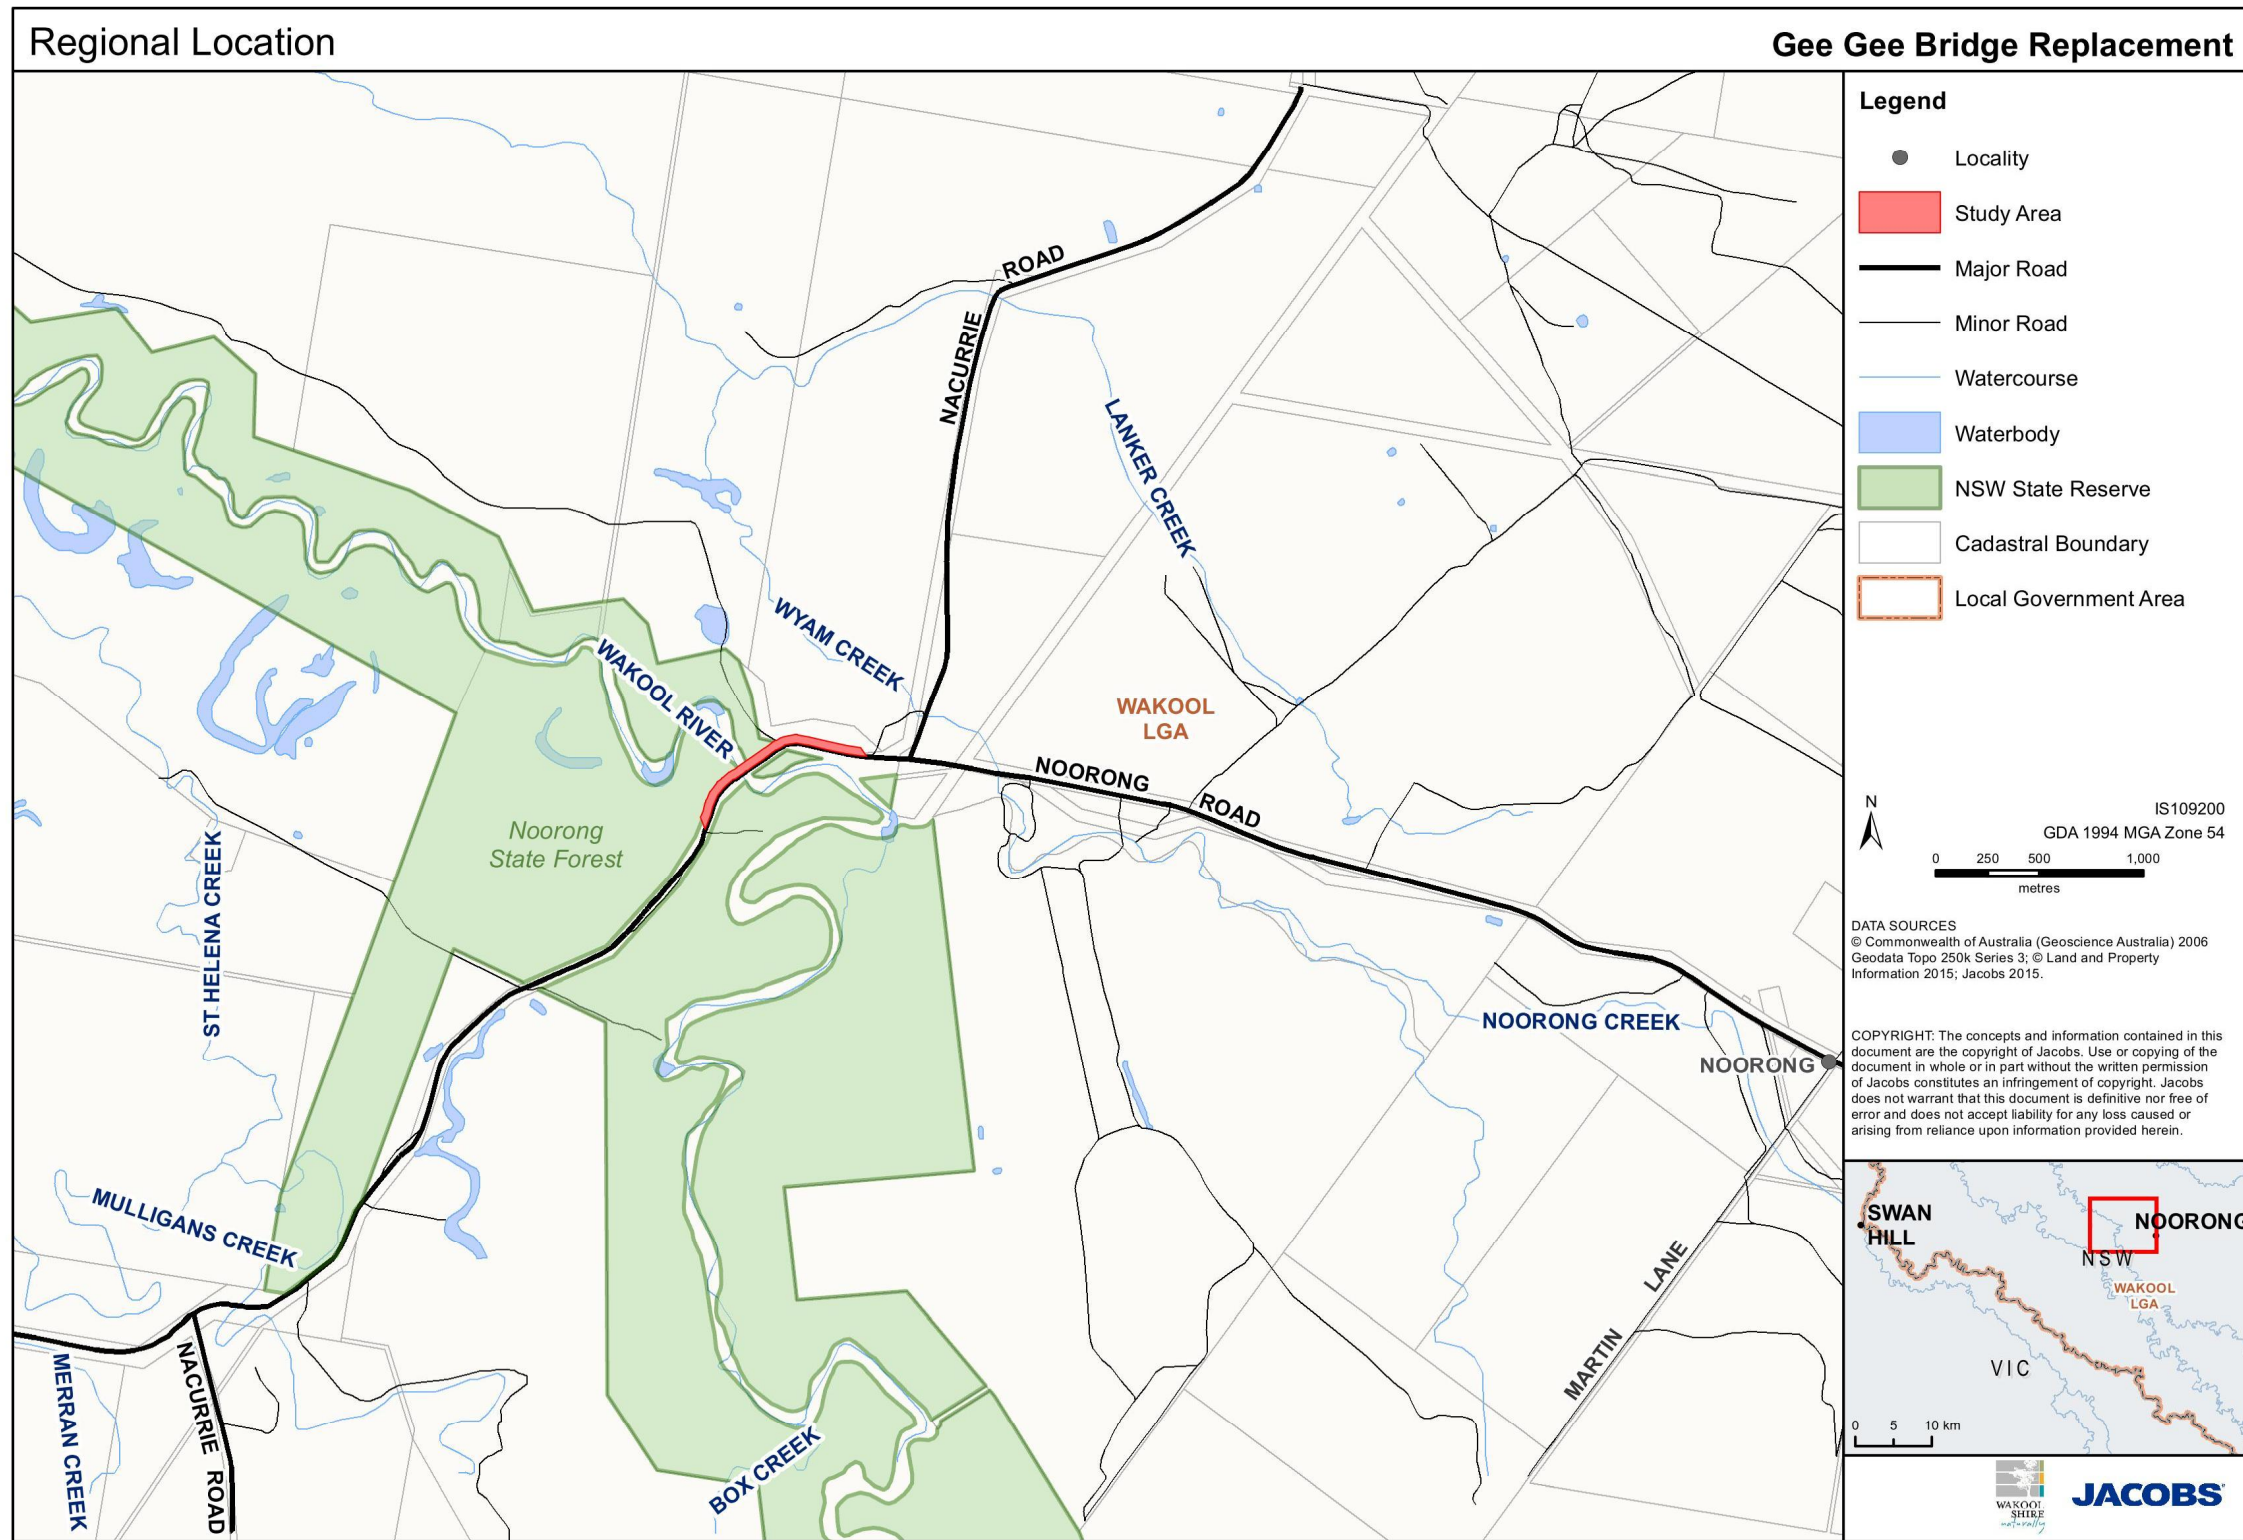 Regional Location
Gee Gee Bridge Replacement
ROAD
NACURRIE
LANKER CREEK
WYAM CREEK
WAKOOL RIVER
WAKOOL
LGA
NOORONG
ROAD
Noorong
State Forest
ST HELENA CREEK
NOORONG CREEK
NOORONG
MULLIGANS CREEK
MARTIN
LANE
MERRAN CREEK
NACURRIE ROAD
BOX CREEK
Legend
Locality
Study Area
Major Road
Minor Road
Watercourse
Waterbody
NSW State Reserve
Cadastral Boundary
Local Government Area
N
IS109200
GDA 1994 MGA Zone 54
0 250 500 1,000
metres
DATA SOURCES
© Commonwealth of Australia (Geoscience Australia) 2006
Geodata Topo 250k Series 3; © Land and Property
Information 2015; Jacobs 2015.
COPYRIGHT: The concepts and information contained in this
document are the copyright of Jacobs. Use or copying of the
document in whole or in part without the written permission
of Jacobs constitutes an infringement of copyright. Jacobs
does not warrant that this document is definitive nor free of
error and does not accept liability for any loss caused or
arising from reliance upon information provided herein.
SWAN
HILL
NOORONG
NSW
WAKOOL
LGA
VIC
0 5 10 km
WAKOOL
SHIRE
naturally
JACOBS